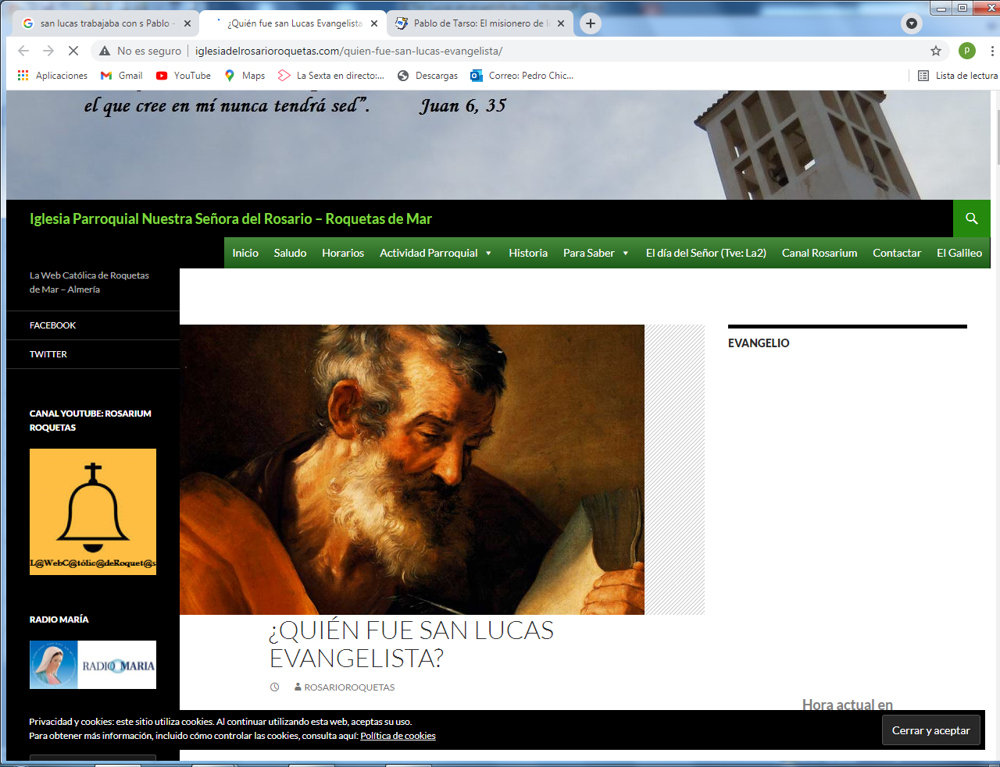 san lucas trabajaba con s Pablo -
¿Quién fue san Lucas Evangelista
Pablo de Tarso: El misionero de l
No es seguro
iglesiadelrosarioroquetas.com/quien-fue-san-lucas-evangelista/
P
Aplicaciones
Gmail
YouTube
Maps
La Sexta en directo:...
Descargas
Correo: Pedro Chic...
Lista de lectura
el que cree en mí nunca tendrá sed”. Juan 6, 35
Iglesia Parroquial Nuestra Señora del Rosario – Roquetas de Mar
Inicio Saludo Horarios Actividad Parroquial Historia Para Saber El día del Señor (Tve: La2) Canal Rosarium Contactar El Galileo
La Web Católica de Roquetas
de Mar – Almería
FACEBOOK
TWITTER
CANAL YOUTUBE: ROSARIUM
ROQUETAS
L@WebC@tólic@deRoquet@s
RADIO MARÍA
RADIO MARIA
EVANGELIO
¿QUIÉN FUE SAN LUCAS
EVANGELISTA?
ROSARIOROQUETAS
Hora actual en
Privacidad y cookies: este sitio utiliza cookies. Al continuar utilizando esta web, aceptas su uso.
Para obtener más información, incluido cómo controlar las cookies, consulta aquí: Política de cookies
Cerrar y aceptar